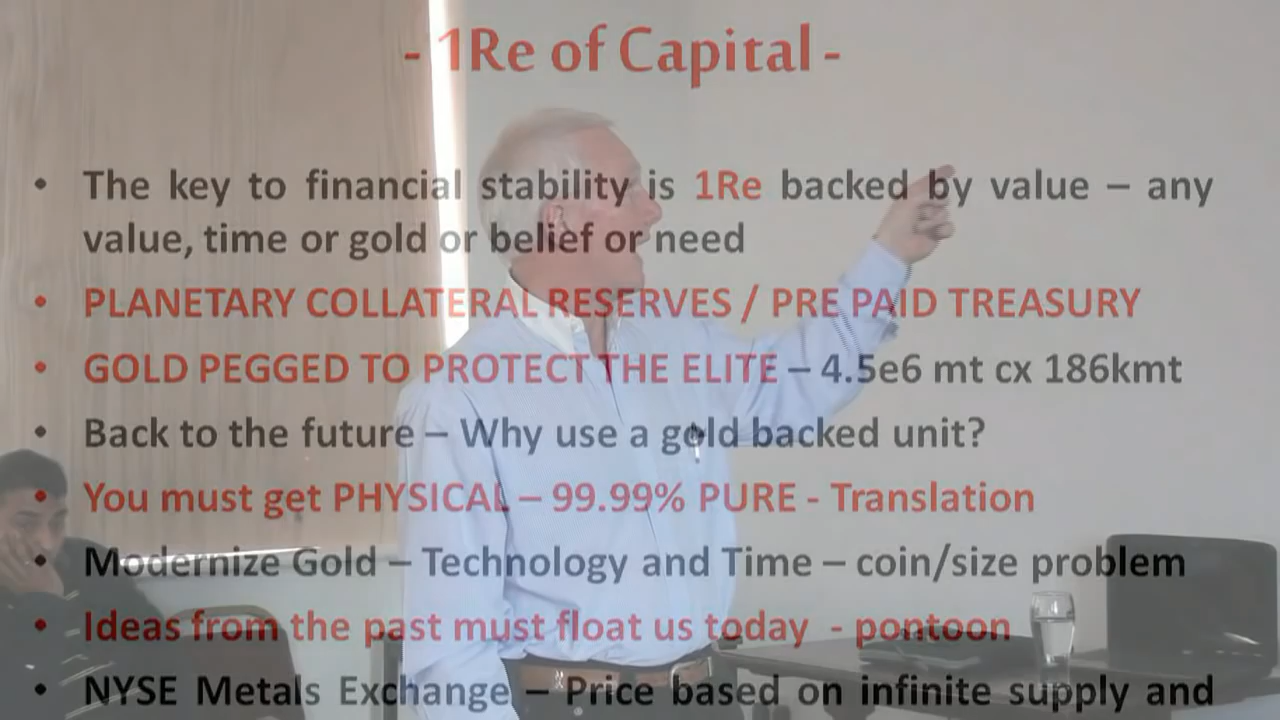 - 1Re of Capital -
• The key to financial stability is 1Re backed by value – any
value, time or gold or belief or need
• PLANETARY COLLATERAL RESERVES / PRE PAID TREASURY
• GOLD PEGGED TO PROTECT THE ELITE – 4.5e6 mt cx 186kmt
• Back to the future – Why use a gold backed unit?
• You must get PHYSICAL – 99.99% PURE - Translation
• Modernize Gold – Technology and Time – coin/size problem
• Ideas from the past must float us today - pontoon
• NYSE Metals Exchange – Price based on infinite supply and